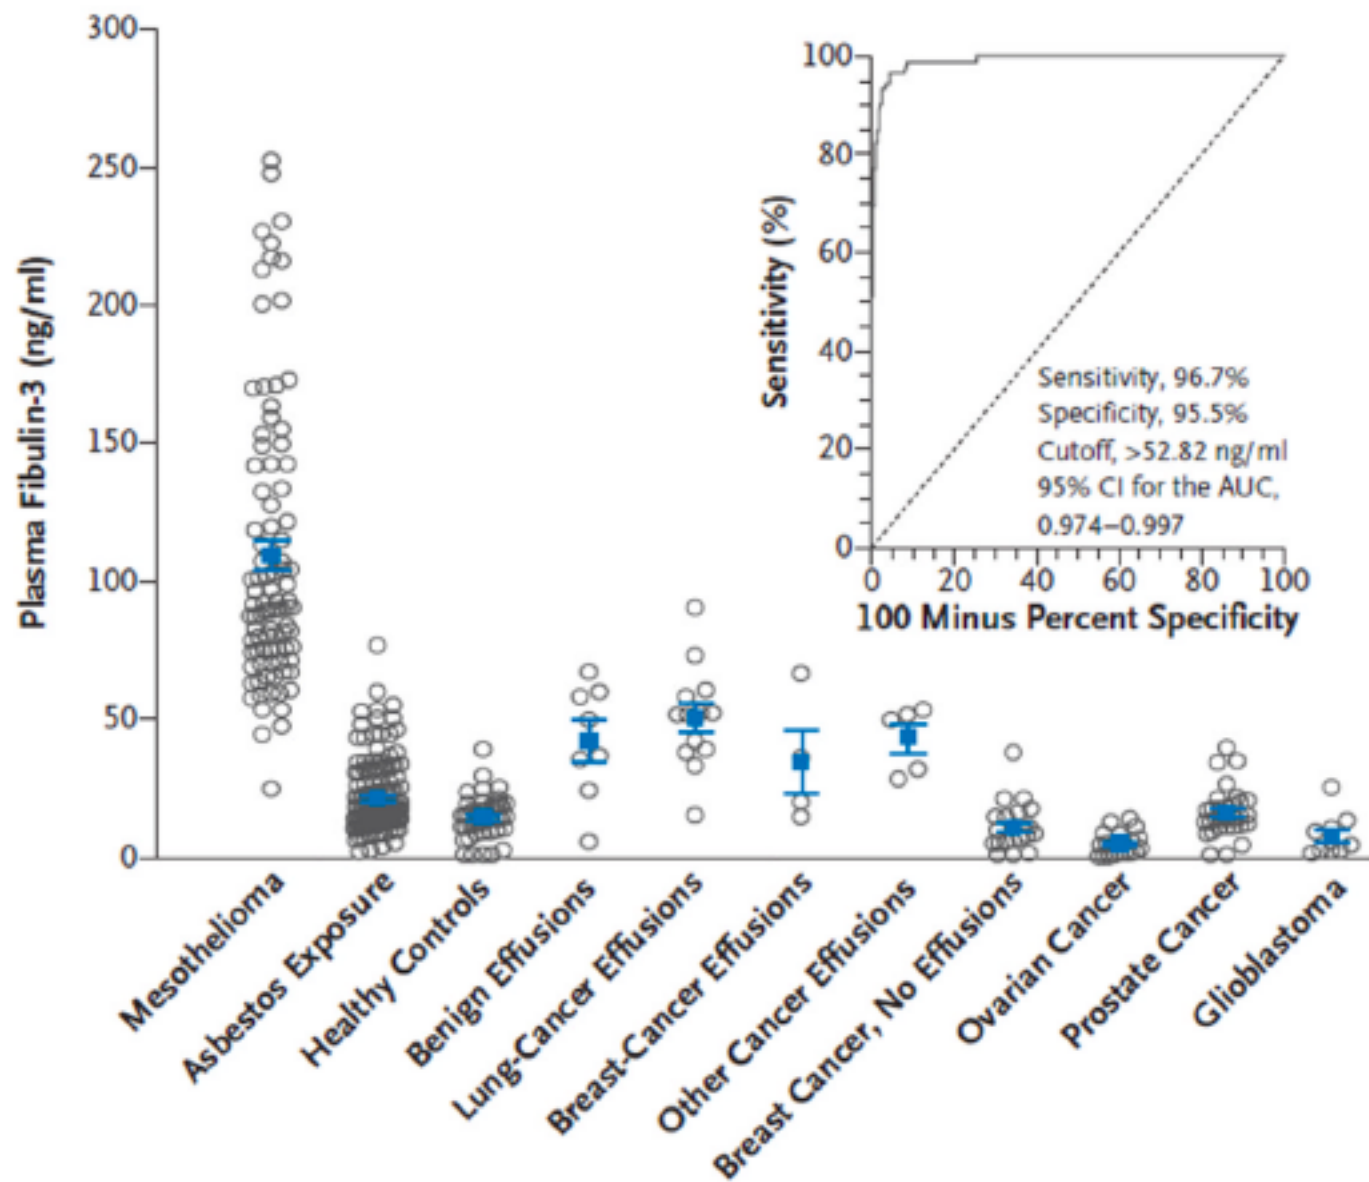 Plasma Fibulin-3 (ng/ml)
300
250
200
150
100
50
0
Mesothelioma
Asbestos Exposure
Healthy Controls
Benign Effusions
Lung-Cancer Effusions
Breast-Cancer Effusions
Other Cancer Effusions
Breast Cancer, No Effusions
Ovarian Cancer
Prostate Cancer
Glioblastoma
Sensitivity (%)
100
80
60
40
20
0
Sensitivity, 96.7%
Specificity, 95.5%
Cutoff, >52.82 ng/ml
95% CI for the AUC,
0.974–0.997
0 20 40 60 80 100
100 Minus Percent Specificity